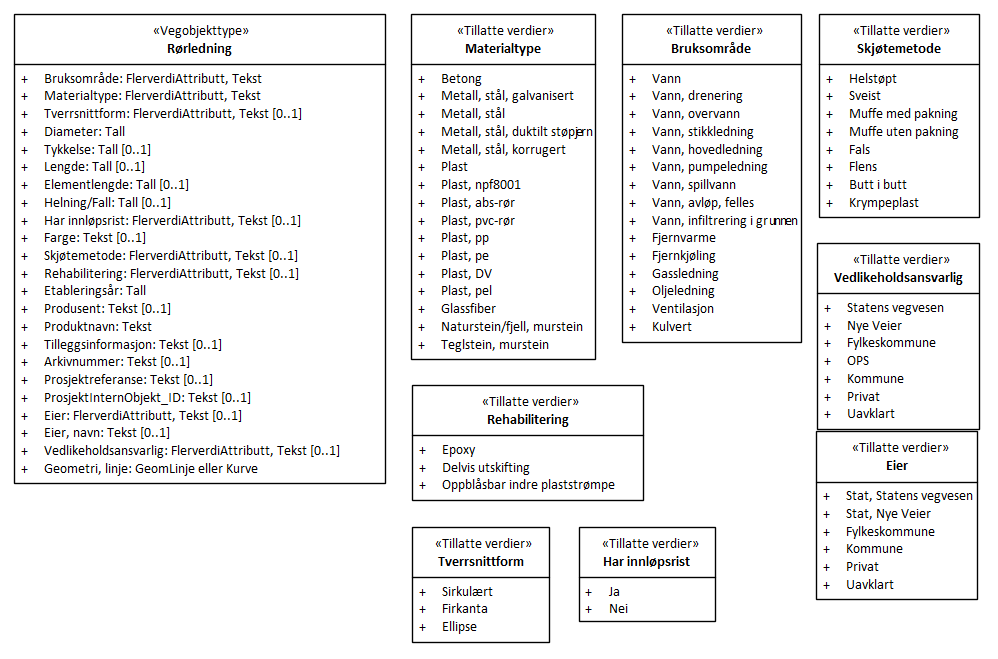 «Vegobjekttype»
Rørledning
+ Bruksområde: FlerverdiAttributt, Tekst
+ Materialtype: FlerverdiAttributt, Tekst
+ Tverrsnittform: FlerverdiAttributt, Tekst [0..1]
+ Diameter: Tall
+ Tykkelse: Tall [0..1]
+ Lengde: Tall [0..1]
+ Elementlengde: Tall [0..1]
+ Helning/Fall: Tall [0..1]
+ Har innløpsrist: FlerverdiAttributt, Tekst [0..1]
+ Farge: Tekst [0..1]
+ Skjøtemetode: FlerverdiAttributt, Tekst [0..1]
+ Rehabilitering: FlerverdiAttributt, Tekst [0..1]
+ Etableringsår: Tall
+ Produsent: Tekst [0..1]
+ Produktnavn: Tekst
+ Tilleggsinformasjon: Tekst [0..1]
+ Arkivnummer: Tekst [0..1]
+ Prosjektreferanse: Tekst [0..1]
+ ProsjektInternObjekt_ID: Tekst [0..1]
+ Eier: FlerverdiAttributt, Tekst [0..1]
+ Eier, navn: Tekst [0..1]
+ Vedlikeholdsansvarlig: FlerverdiAttributt, Tekst [0..1]
+ Geometri, linje: GeomLinje eller Kurve
«Tillatte verdier»
Materialtype
+ Betong
+ Metall, stål, galvanisert
+ Metall, stål
+ Metall, stål, duktilt støpjern
+ Metall, stål, korrugert
+ Plast
+ Plast, npf8001
+ Plast, abs-rør
+ Plast, pvc-rør
+ Plast, pp
+ Plast, pe
+ Plast, DV
+ Plast, pel
+ Glassfiber
+ Naturstein/fjell, murstein
+ Teglstein, murstein
«Tillatte verdier»
Bruksområde
+ Vann
+ Vann, drenering
+ Vann, overvann
+ Vann, stikkledning
+ Vann, hovedledning
+ Vann, pumpeledning
+ Vann, spillvann
+ Vann, avløp, felles
+ Vann, infiltrering i grunnen
+ Fjernvarme
+ Fjernkjøling
+ Gassledning
+ Oljeledning
+ Ventilasjon
+ Kulvert
«Tillatte verdier»
Skjøtemetode
+ Helstøpt
+ Sveist
+ Muffe med pakning
+ Muffe uten pakning
+ Fals
+ Flens
+ Butt i butt
+ Krympeplast
«Tillatte verdier»
Vedlikeholdsansvarlig
+ Statens vegvesen
+ Nye Veier
+ Fylkeskommune
+ OPS
+ Kommune
+ Privat
+ Uavklart
«Tillatte verdier»
Rehabilitering
+ Epoxy
+ Delvis utskifting
+ Oppblåsbar indre plaststrømpe
«Tillatte verdier»
Eier
+ Stat, Statens vegvesen
+ Stat, Nye Veier
+ Fylkeskommune
+ Kommune
+ Privat
+ Uavklart
«Tillatte verdier»
Tverrsnittform
+ Sirkulært
+ Firkanta
+ Ellipse
«Tillatte verdier»
Har innløpsrist
+ Ja
+ Nei